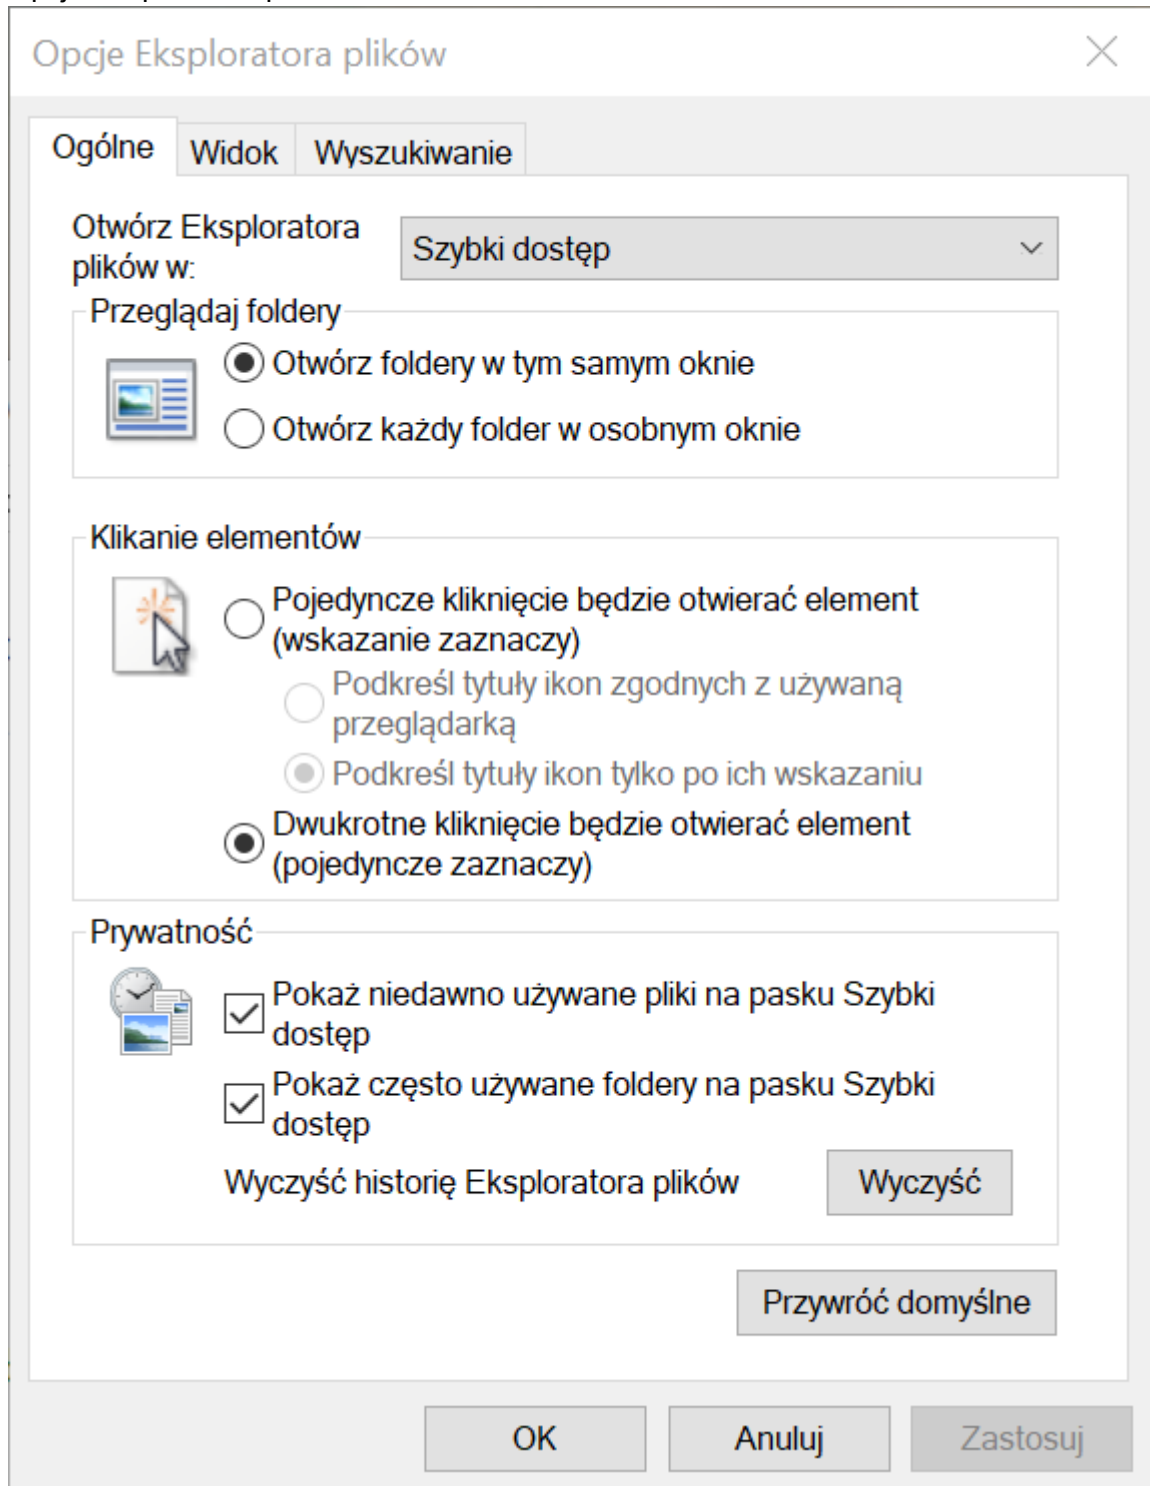 Opcje Eksploratora plików
Ogólne Widok Wyszukiwanie
Otwórz Eksploratora
plików w:
Szybki dostęp
Przeglądaj foldery
Otwórz foldery w tym samym oknie
Otwórz każdy folder w osobnym oknie
Klikanie elementów
Pojedyncze kliknięcie będzie otwierać element
(wskazanie zaznaczy)
Podkreśl tytuły ikon zgodnych z używaną
przeglądarką
Podkreśl tytuły ikon tylko po ich wskazaniu
Dwukrotne kliknięcie będzie otwierać element
(pojedyncze zaznaczy)
Prywatność
Pokaż niedawno używane pliki na pasku Szybki
dostęp
Pokaż często używane foldery na pasku Szybki
dostęp
Wyczyść historię Eksploratora plików
Wyczyść
Przywróć domyślne
OK Anuluj Zastosuj